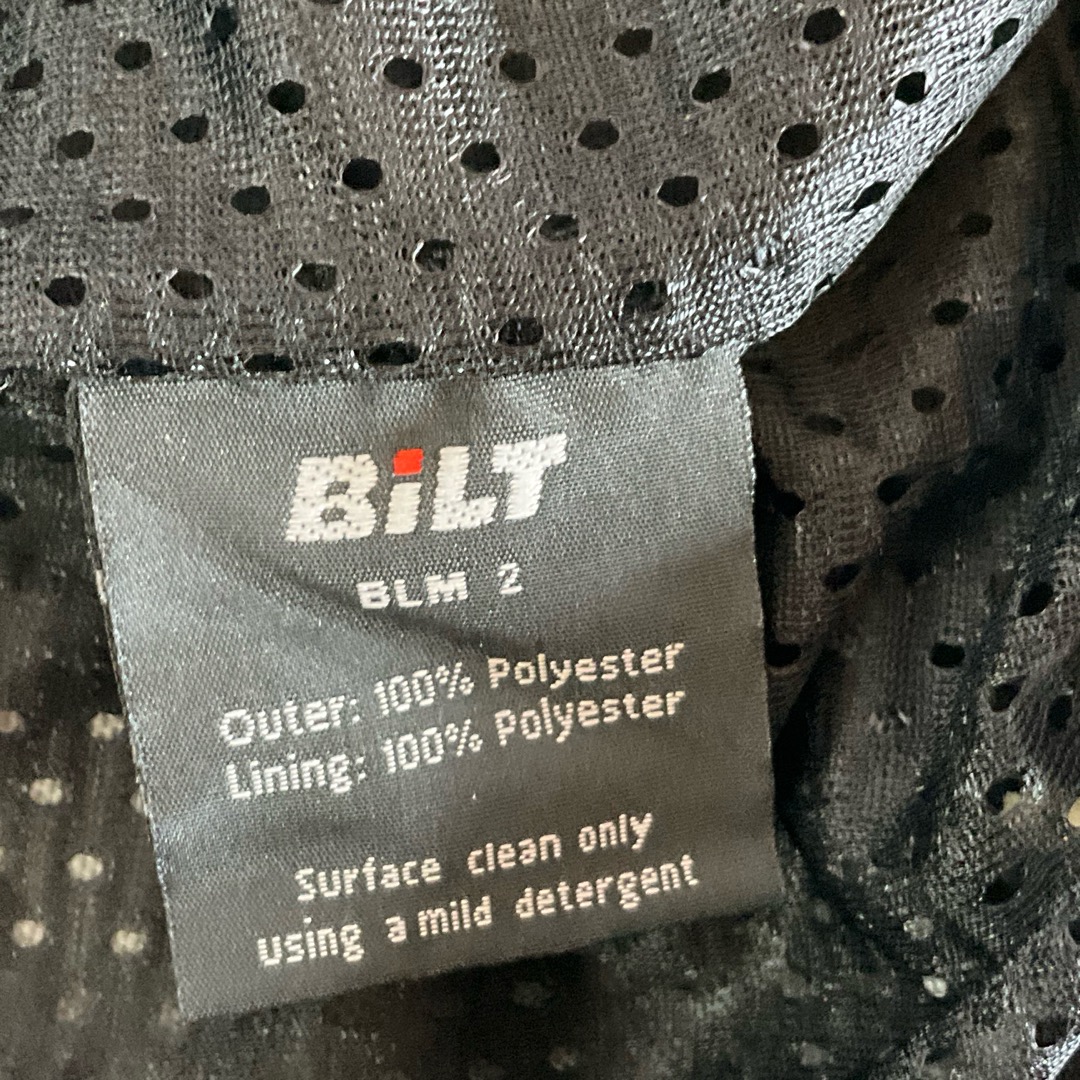 BiLT
BLM 2
Outer: 100% Polyester
Lining: 100% Polyester
Surface clean only
using a mild detergent